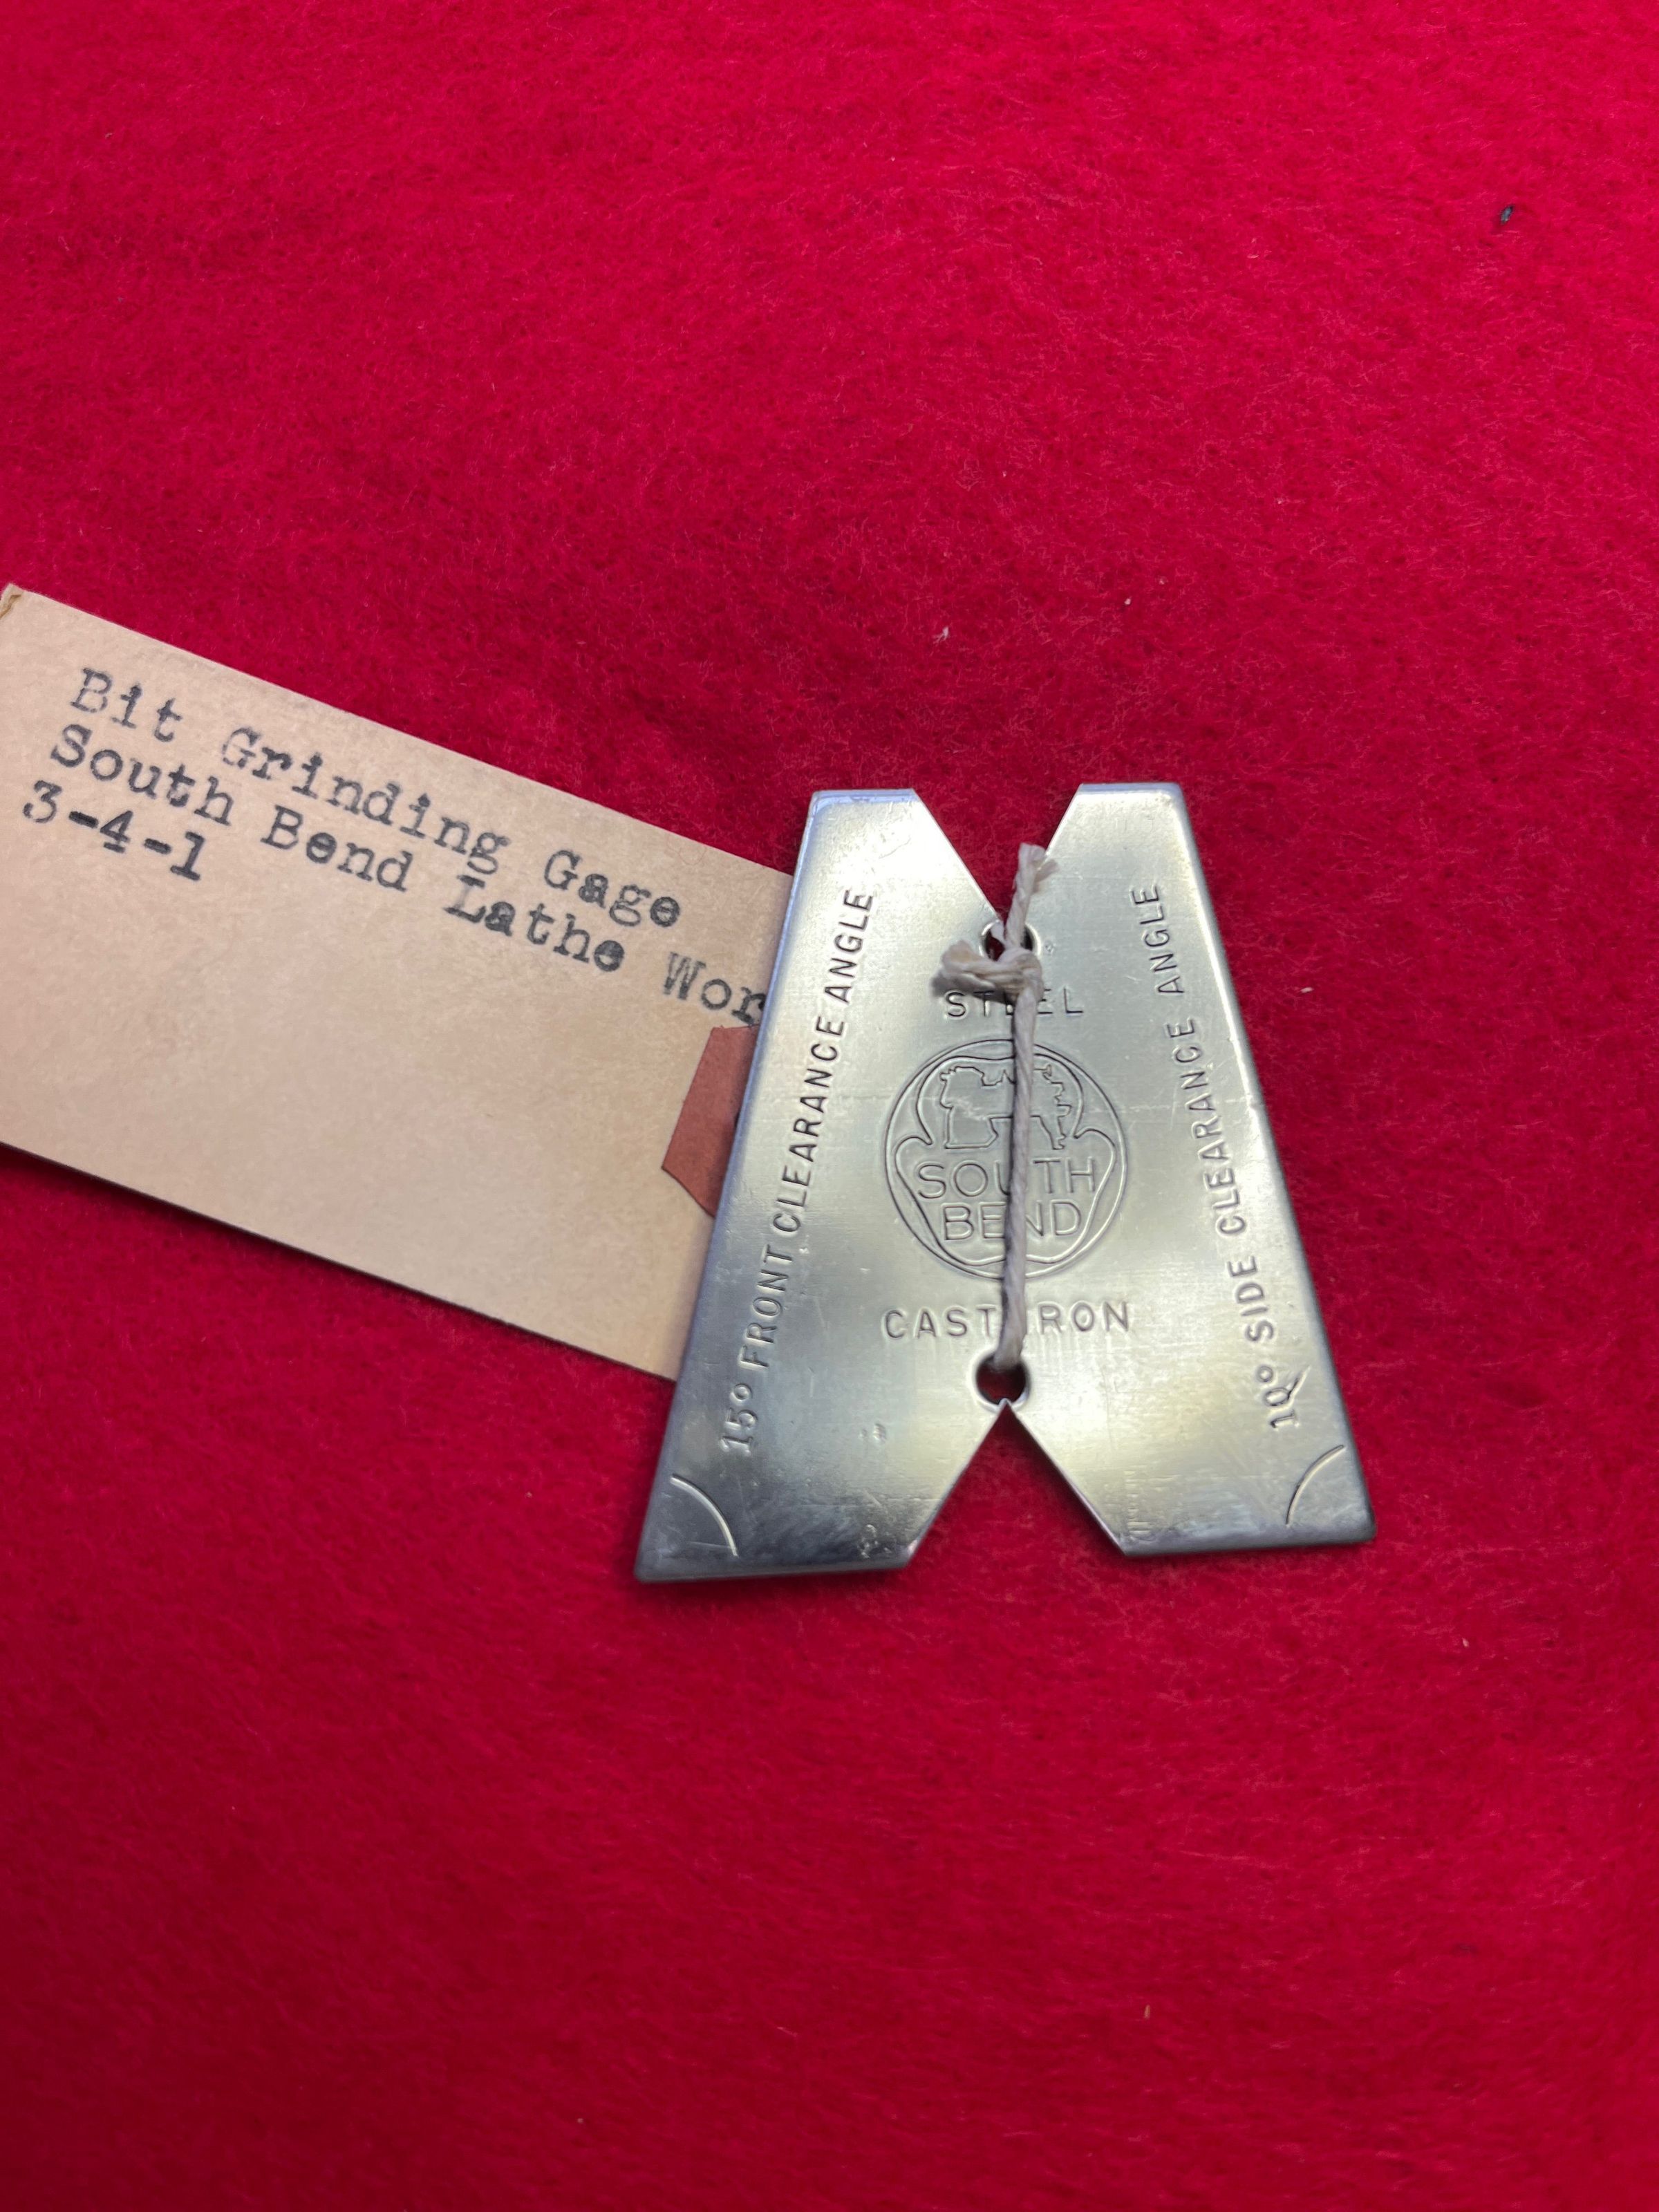 Bit Grinding Gage
South Bend Lathe Wor
3-4-1
15° FRONT CLEARANCE ANGLE
STEEL
SOUTH
BEND
CAST IRON
10° SIDE CLEARANCE ANGLE